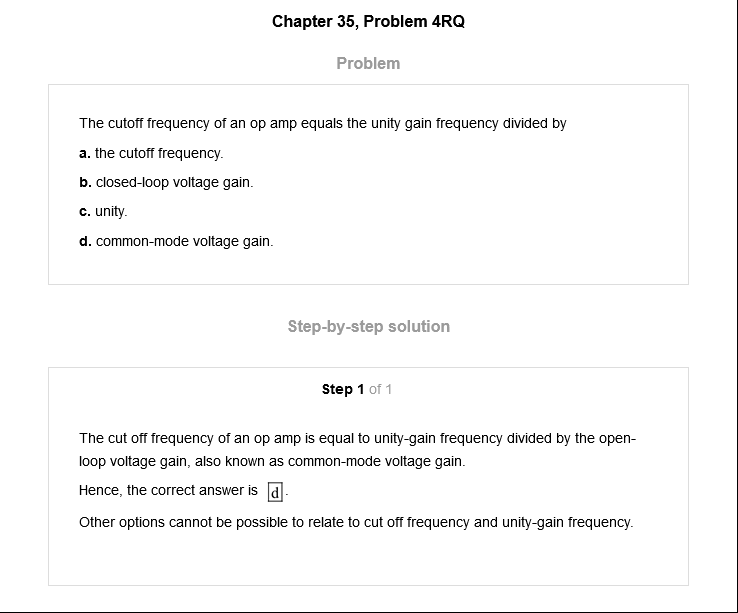 Chapter 35, Problem 4RQ
Problem
The cutoff frequency of an op amp equals the unity gain frequency divided by
a. the cutoff frequency.
b. closed-loop voltage gain.
c. unity.
d. common-mode voltage gain.
Step-by-step solution
Step 1 of 1
The cut off frequency of an op amp is equal to unity-gain frequency divided by the open-
loop voltage gain, also known as common-mode voltage gain.
Hence, the correct answer is d.
Other options cannot be possible to relate to cut off frequency and unity-gain frequency.